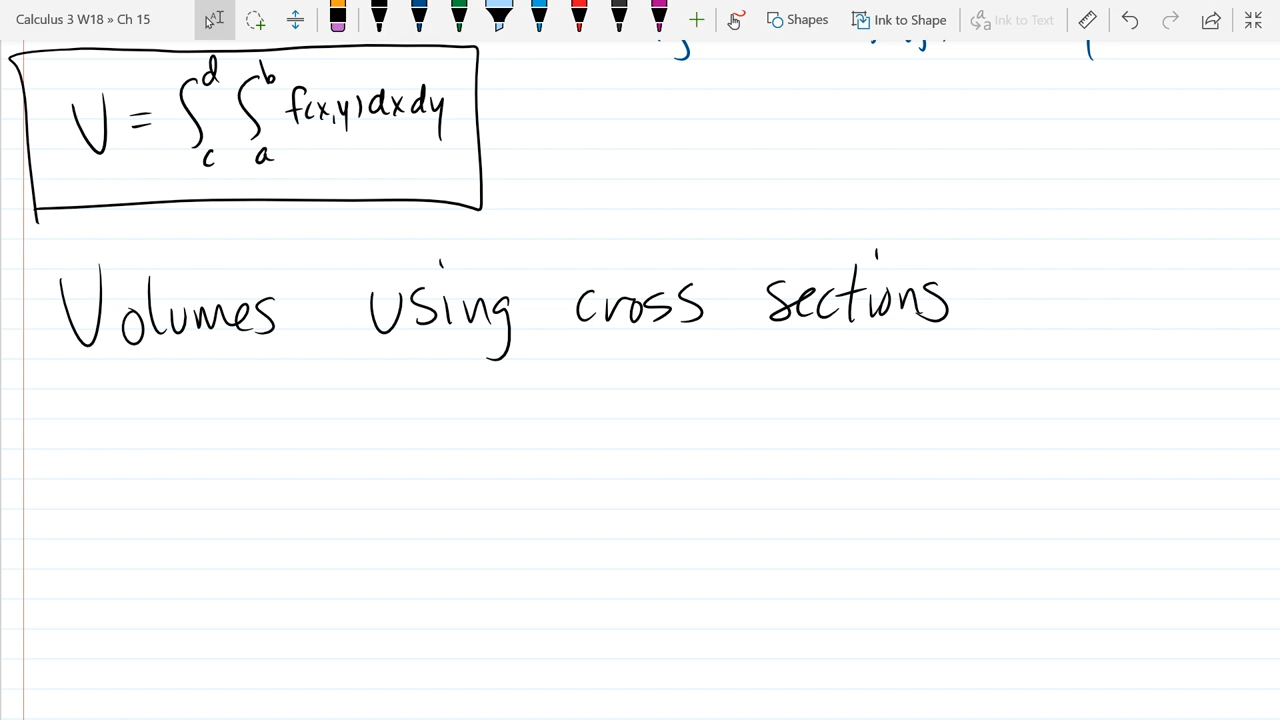 Calculus 3 W18 » Ch 15
Shapes
Ink to Shape
Ink to Text
V = ∫_c^d ∫_a^b f(x,y) dx dy
Volumes using cross sections